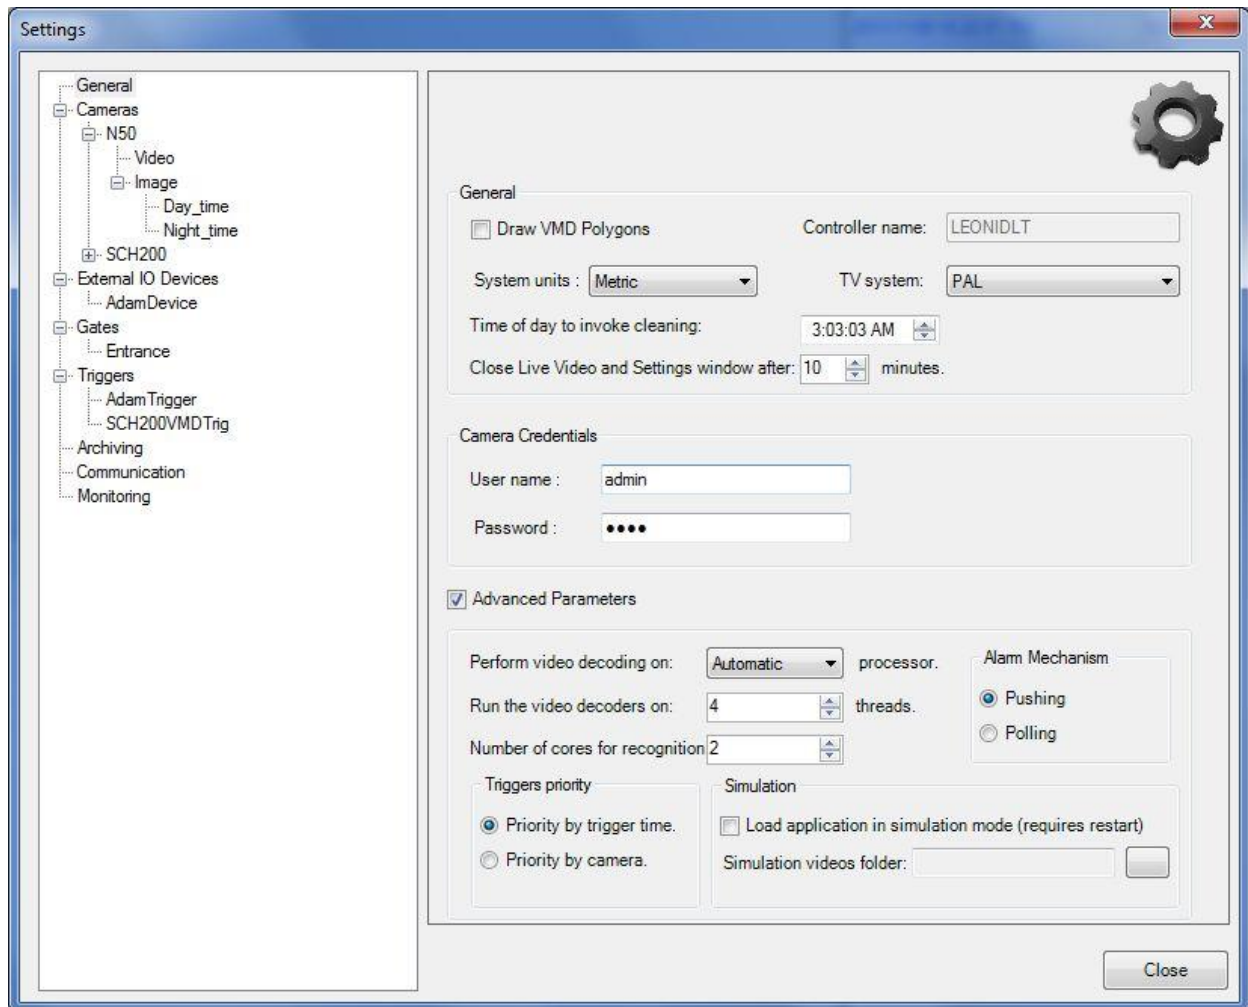 Settings
General
Cameras
N50
Video
Image
Day_time
Night_time
SCH200
External IO Devices
AdamDevice
Gates
Entrance
Triggers
AdamTrigger
SCH200VMDTrig
Archiving
Communication
Monitoring
General
Draw VMD Polygons
Controller name: LEONIDLT
System units : Metric
TV system: PAL
Time of day to invoke cleaning: 3:03:03 AM
Close Live Video and Settings window after: 10 minutes.
Camera Credentials
User name : admin
Password : ••••
Advanced Parameters
Perform video decoding on: Automatic processor.
Run the video decoders on: 4 threads.
Number of cores for recognition 2
Alarm Mechanism
Pushing
Polling
Triggers priority
Priority by trigger time.
Priority by camera.
Simulation
Load application in simulation mode (requires restart)
Simulation videos folder:
Close